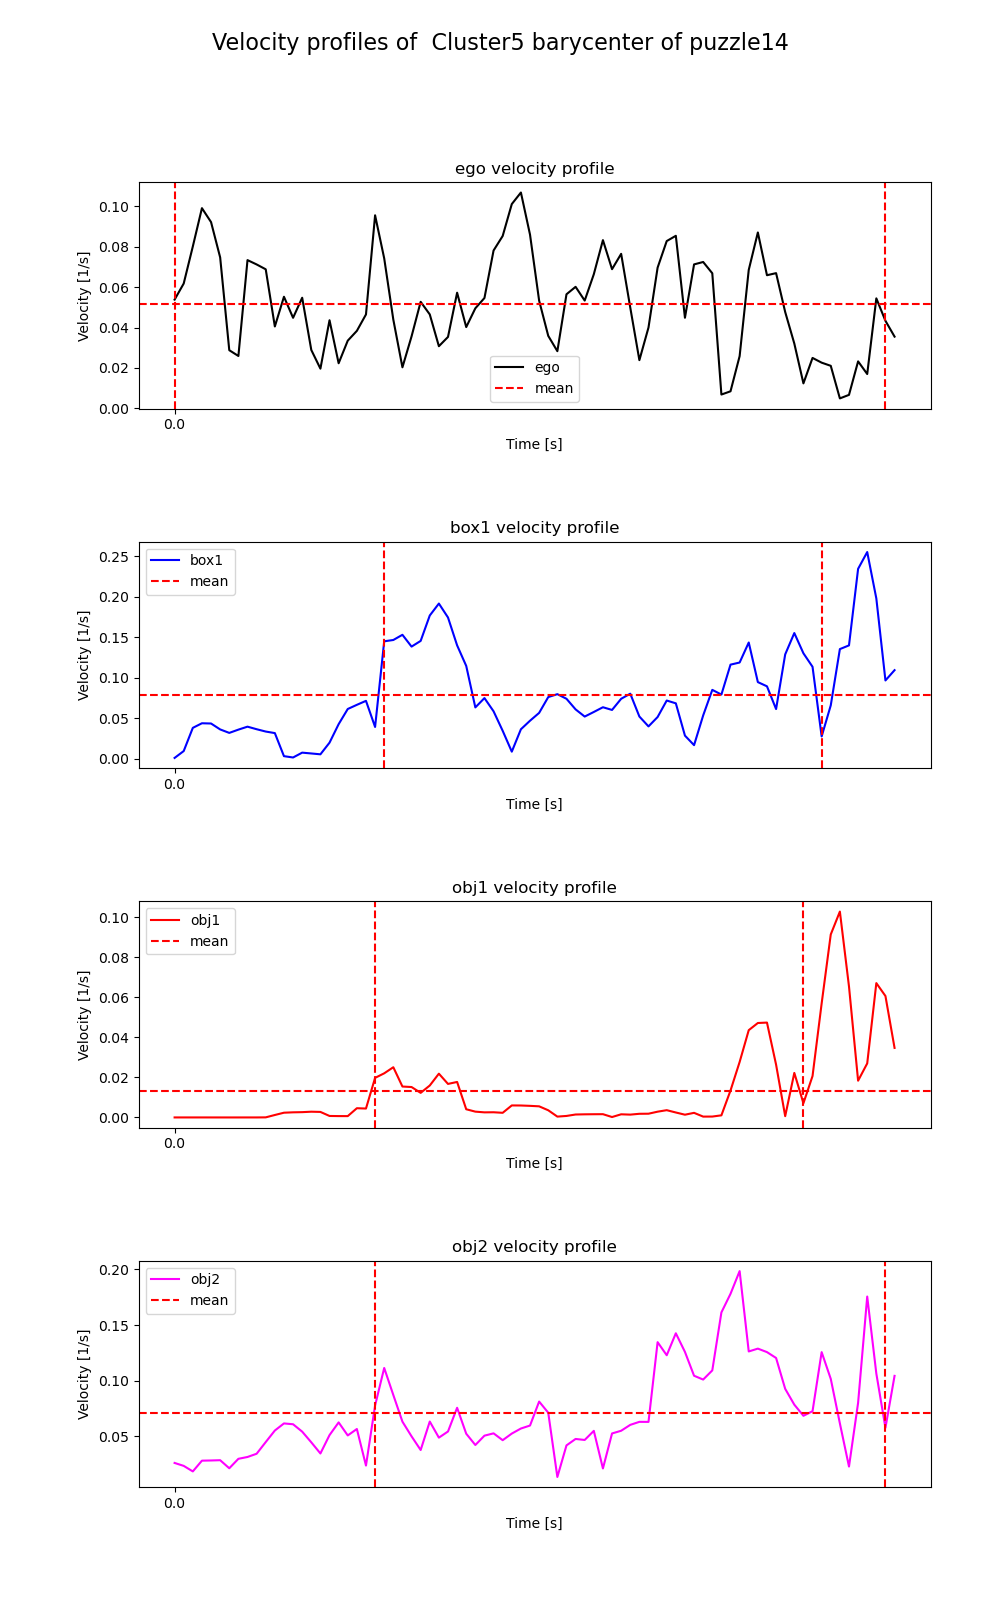 Velocity profiles of  Cluster5 barycenter of puzzle14
ego velocity profile
0.10
0.08
0.06
0.04
0.02
0.00
Velocity [1/s]
ego
mean
0.0
Time [s]
box1 velocity profile
0.25
0.20
0.15
0.10
0.05
0.00
Velocity [1/s]
box1
mean
0.0
Time [s]
obj1 velocity profile
0.10
0.08
0.06
0.04
0.02
0.00
Velocity [1/s]
obj1
mean
0.0
Time [s]
obj2 velocity profile
0.20
0.15
0.10
0.05
Velocity [1/s]
obj2
mean
0.0
Time [s]